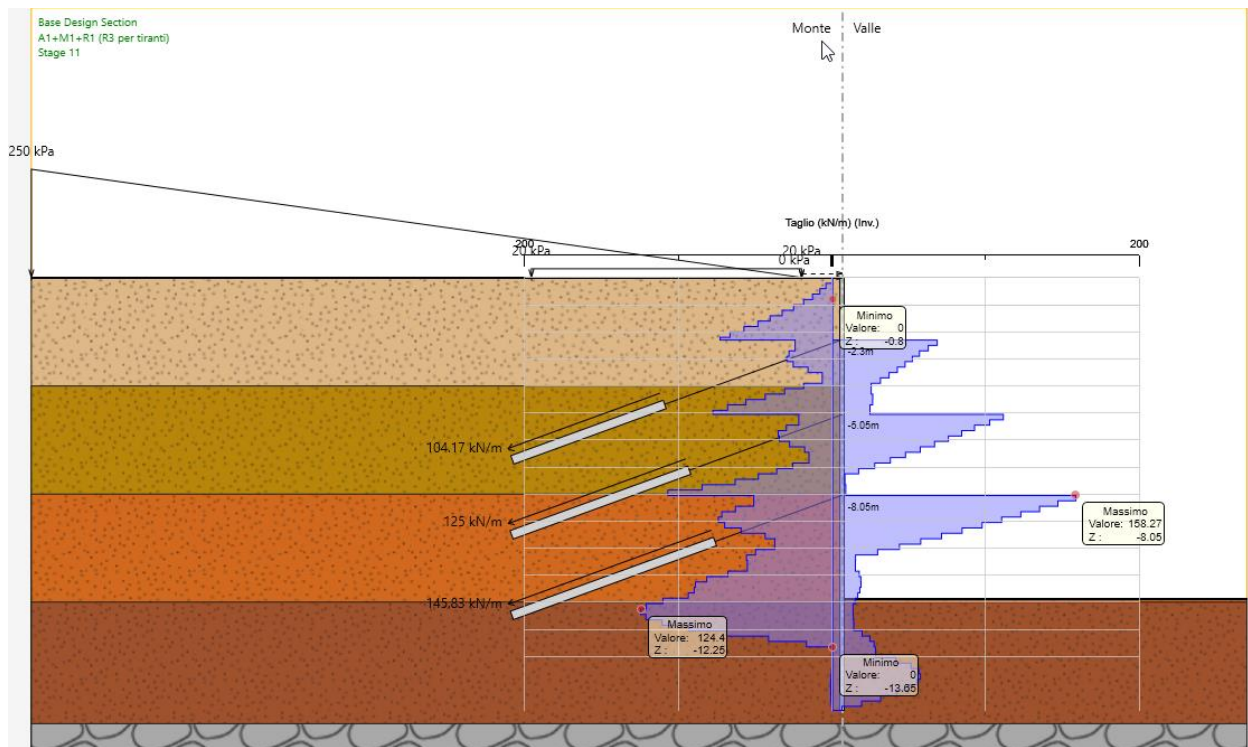 Base Design Section
A1+M1+R1 (R3 per tiranti)
Stage 11
Monte
Valle
250 kPa
Taglio (kN/m) (Inv.)
200
200
20 kPa
20 kPa
0 kPa
Minimo
Valore: 0
Z : -0.8
-2.3m
104.17 kN/m
-5.05m
125 kN/m
-8.05m
Massimo
Valore: 158.27
Z : -8.05
145.83 kN/m
Massimo
Valore: 124.4
Z : -12.25
Minimo
Valore: 0
Z : -13.65